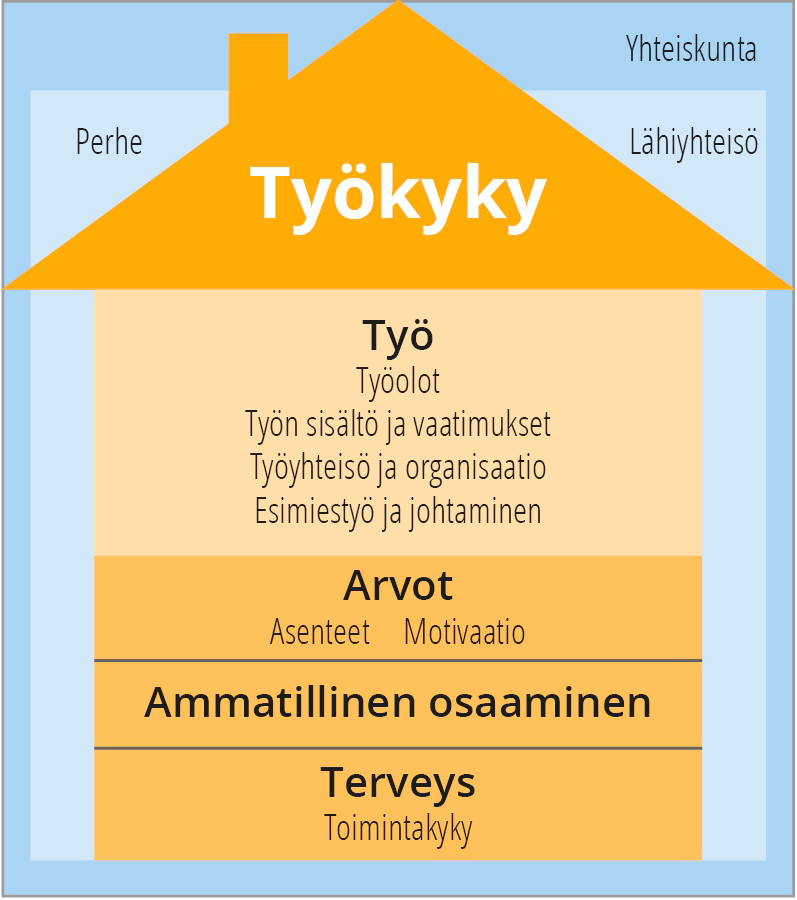 Yhteiskunta
Perhe
Lähiyhteisö
Työkyky
Työ
Työolot
Työn sisältö ja vaatimukset
Työyhteisö ja organisaatio
Esimiestyö ja johtaminen
Arvot
Asenteet Motivaatio
Ammatillinen osaaminen
Terveys
Toimintakyky